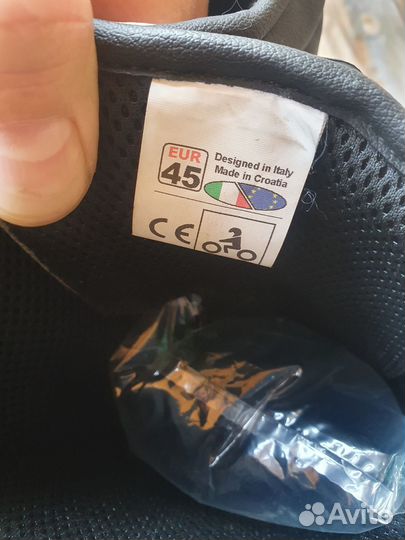 EUR
45
Designed in Italy
Made in Croatia
CE
Avito